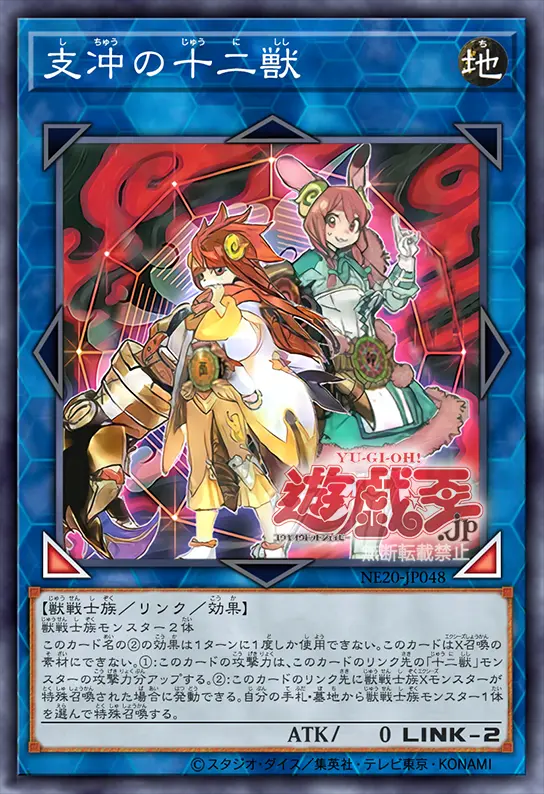 支冲の十二獣
し ちゅう じゅう に しし
地
ち
YU-GI-OH!
遊☆戯☆王
.jp
無断転載禁止
NE20-JP048
【獣戦士族/リンク/効果】
獣戦士族モンスター2体
このカード名の②の効果は1ターンに1度しか使用できない。このカードはX召喚の
素材にできない。①:このカードの攻撃力は、このカードのリンク先の「十二獣」モン
スターの攻撃力分アップする。②:このカードのリンク先に獣戦士族Xモンスターが
特殊召喚された場合に発動できる。自分の手札・墓地から獣戦士族モンスター1体
を選んで特殊召喚する。
ATK/ 0 LINK-2
©スタジオ・ダイス/集英社・テレビ東京・KONAMI